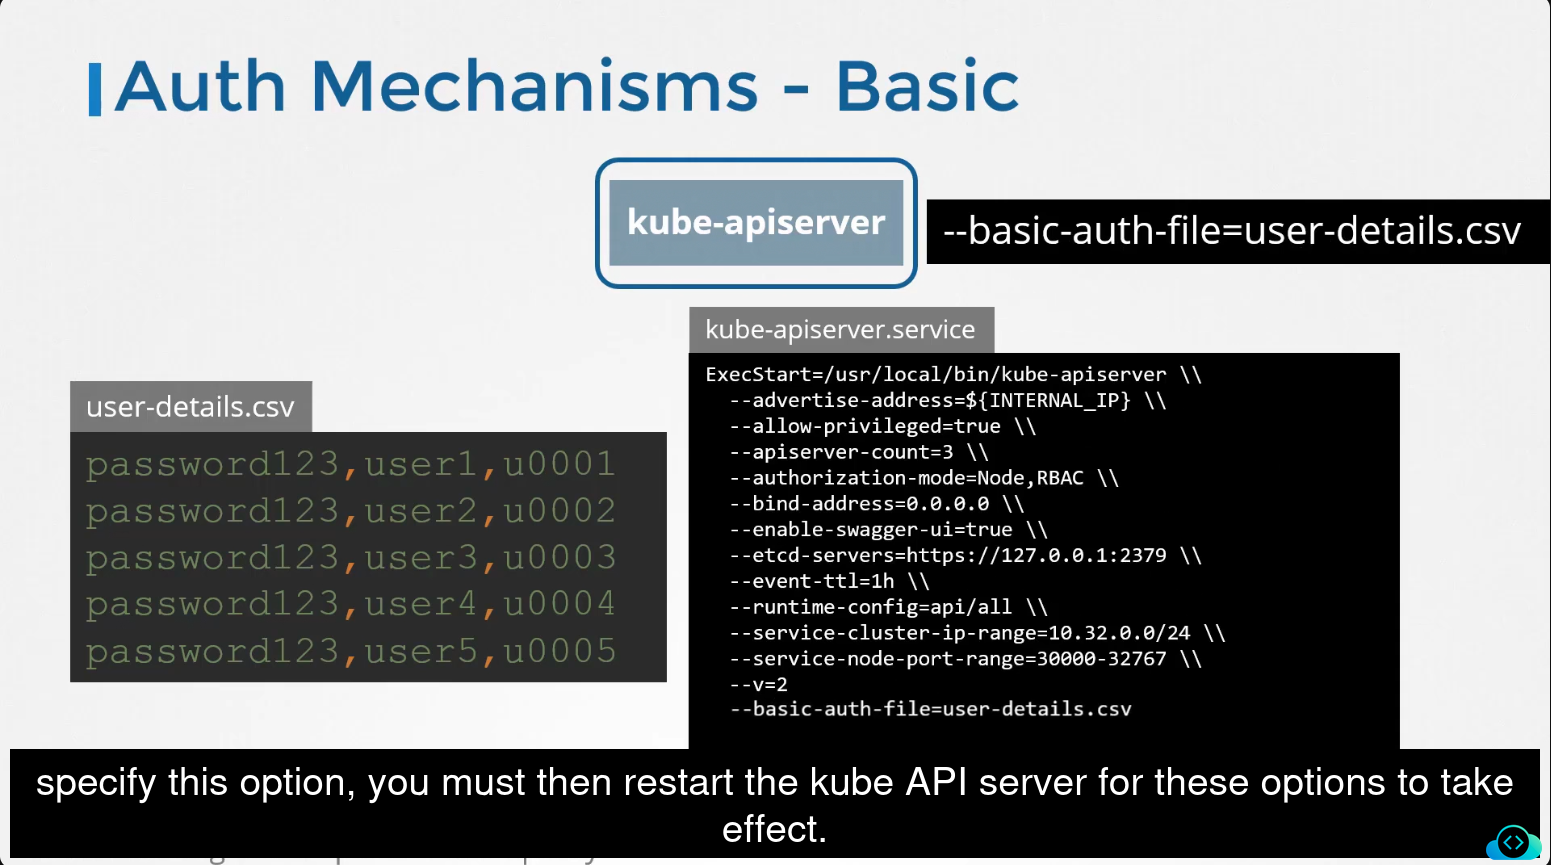 Auth Mechanisms - Basic
kube-apiserver
--basic-auth-file=user-details.csv
user-details.csv
password123,user1,u0001
password123,user2,u0002
password123,user3,u0003
password123,user4,u0004
password123,user5,u0005
kube-apiserver.service
ExecStart=/usr/local/bin/kube-apiserver \\
--advertise-address=${INTERNAL_IP} \\
--allow-privileged=true \\
--apiserver-count=3 \\
--authorization-mode=Node,RBAC \\
--bind-address=0.0.0.0 \\
--enable-swagger-ui=true \\
--etcd-servers=https://127.0.0.1:2379 \\
--event-ttl=1h \\
--runtime-config=api/all \\
--service-cluster-ip-range=10.32.0.0/24 \\
--service-node-port-range=30000-32767 \\
--v=2
--basic-auth-file=user-details.csv
specify this option, you must then restart the kube API server for these options to take
effect.